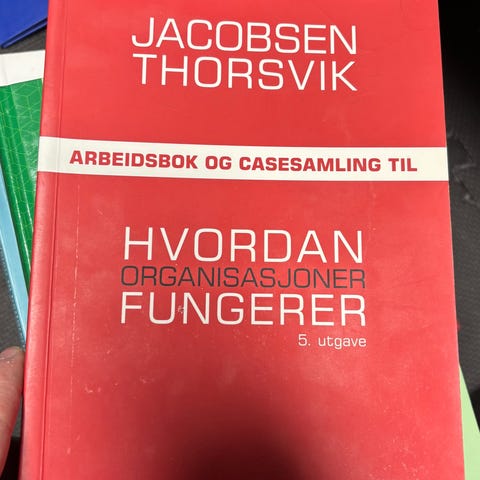 JACOBSEN
THORSVIK
ARBEIDSBOK OG CASESAMLING TIL
HVORDAN
ORGANISASJONER
FUNGERER
5. utgave